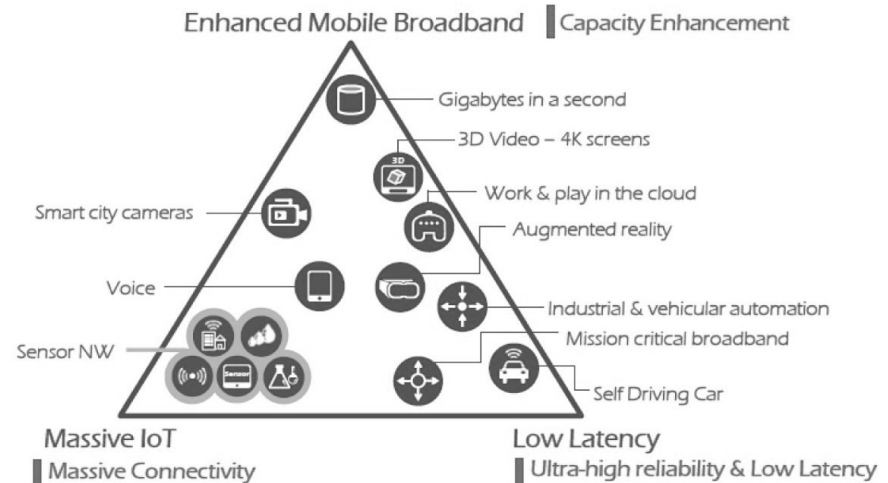 Enhanced Mobile Broadband
Capacity Enhancement
Gigabytes in a second
3D
3D Video – 4K screens
Work & play in the cloud
Smart city cameras
Augmented reality
Voice
Industrial & vehicular automation
Mission critical broadband
Sensor NW
Sensor
Self Driving Car
Massive IoT
Low Latency
Massive Connectivity
Ultra-high reliability & Low Latency